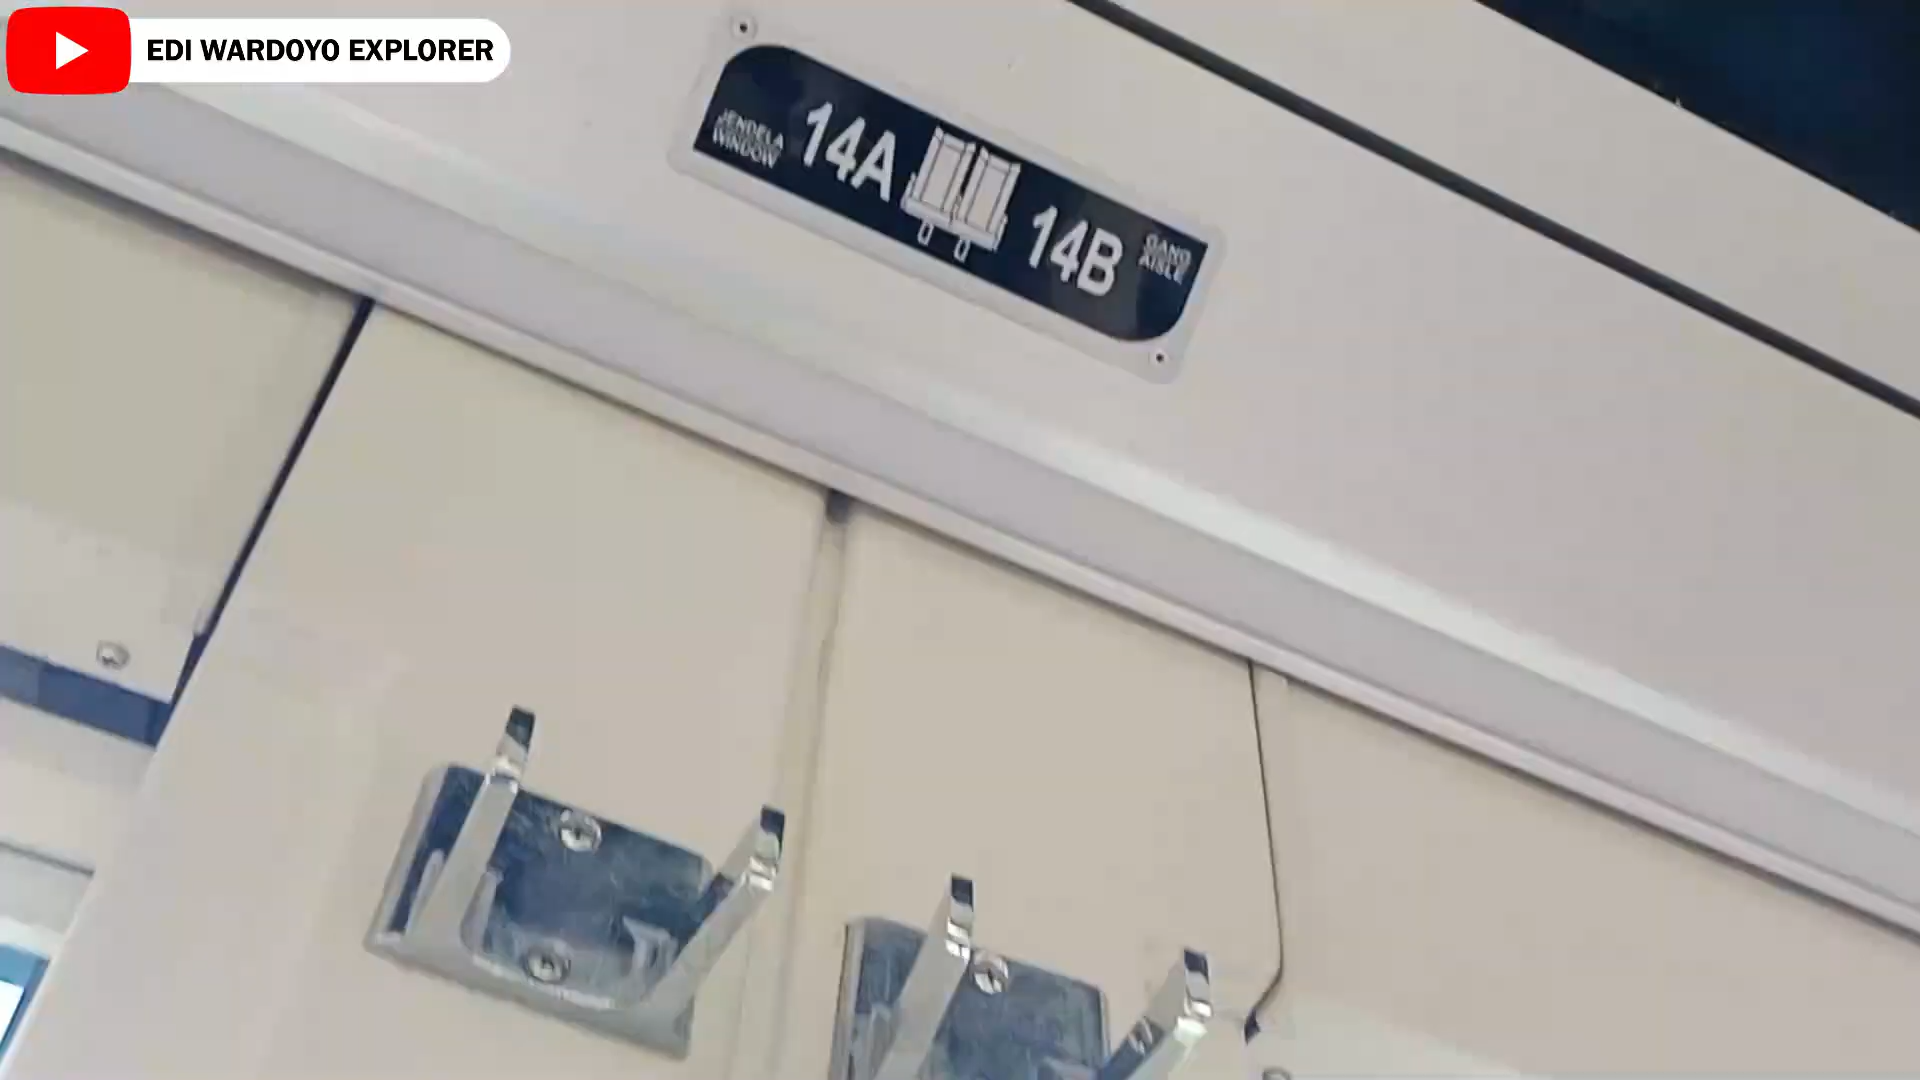 EDI WARDOYO EXPLORER
JENDELA
WINDOW
14A
14B
GANG
AISLE